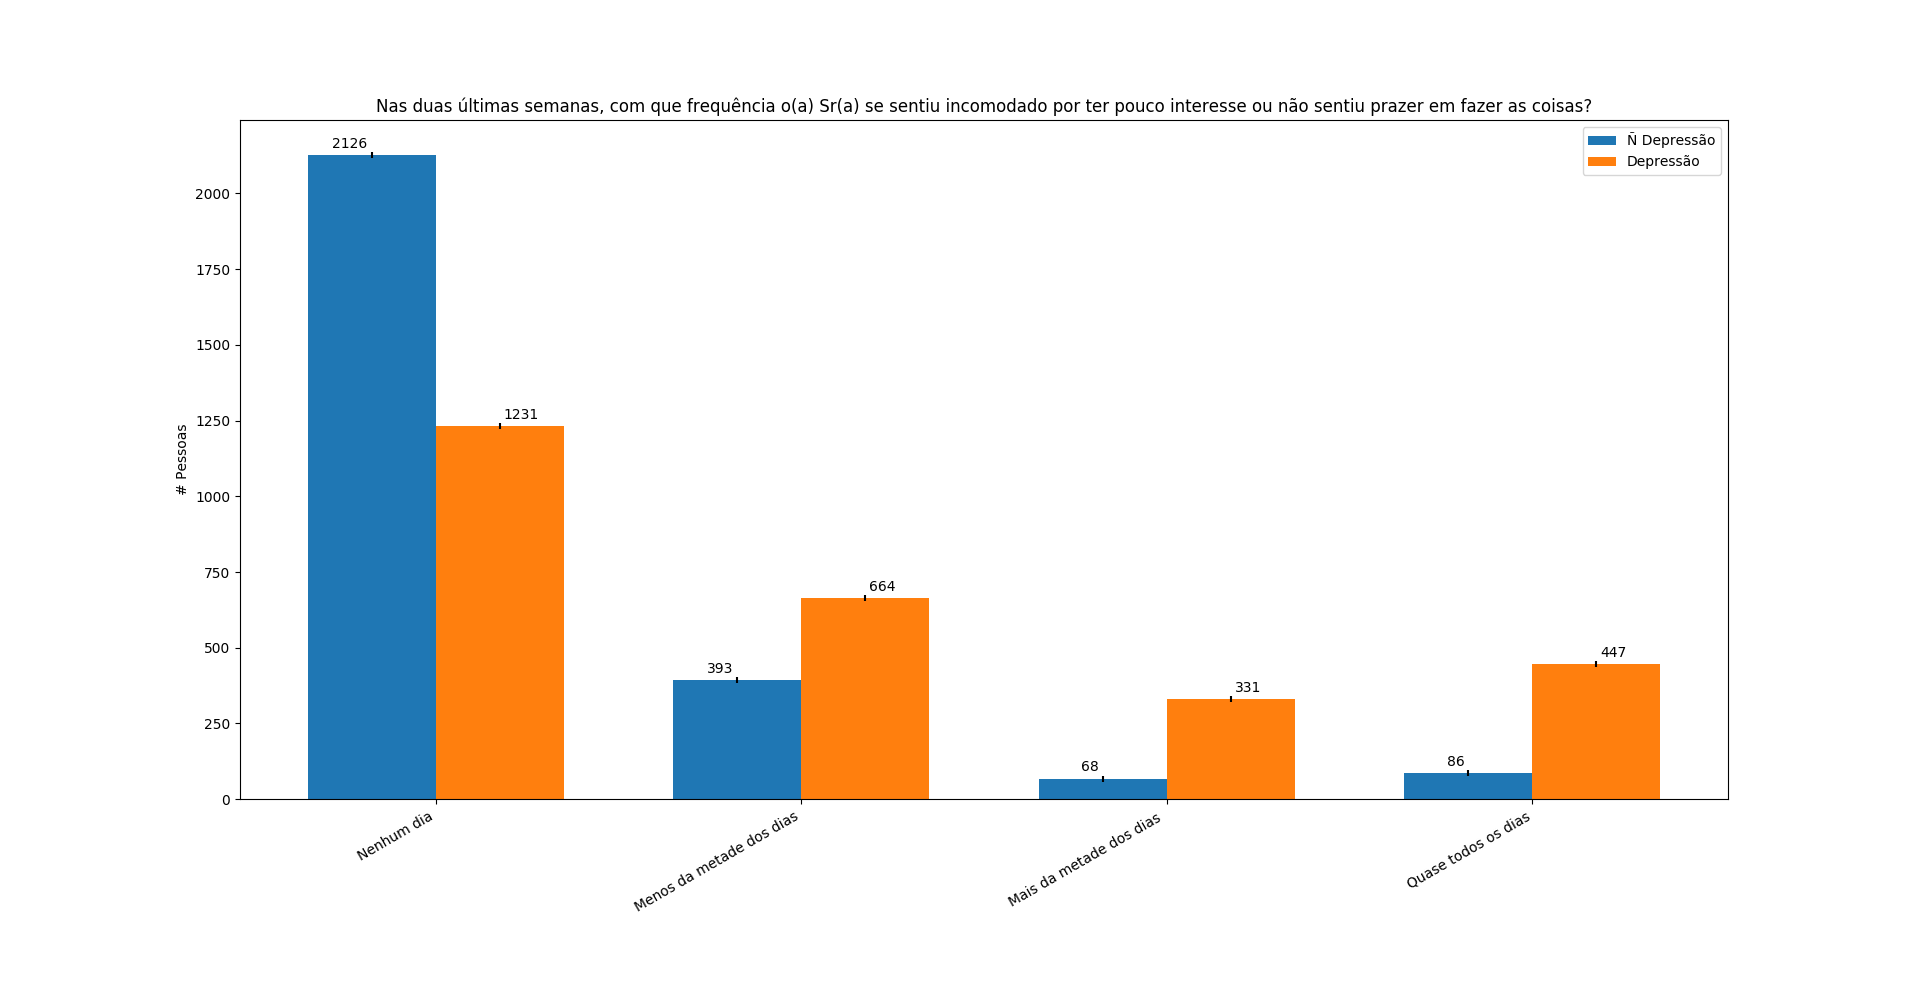 Nas duas últimas semanas, com que frequência o(a) Sr(a) se sentiu incomodado por ter pouco interesse ou não sentiu prazer em fazer as coisas?
Ñ Depressão
Depressão
# Pessoas
2000
1750
1500
1250
1000
750
500
250
0
2126
1231
393
664
68
331
86
447
Nenhum dia
Menos da metade dos dias
Mais da metade dos dias
Quase todos os dias